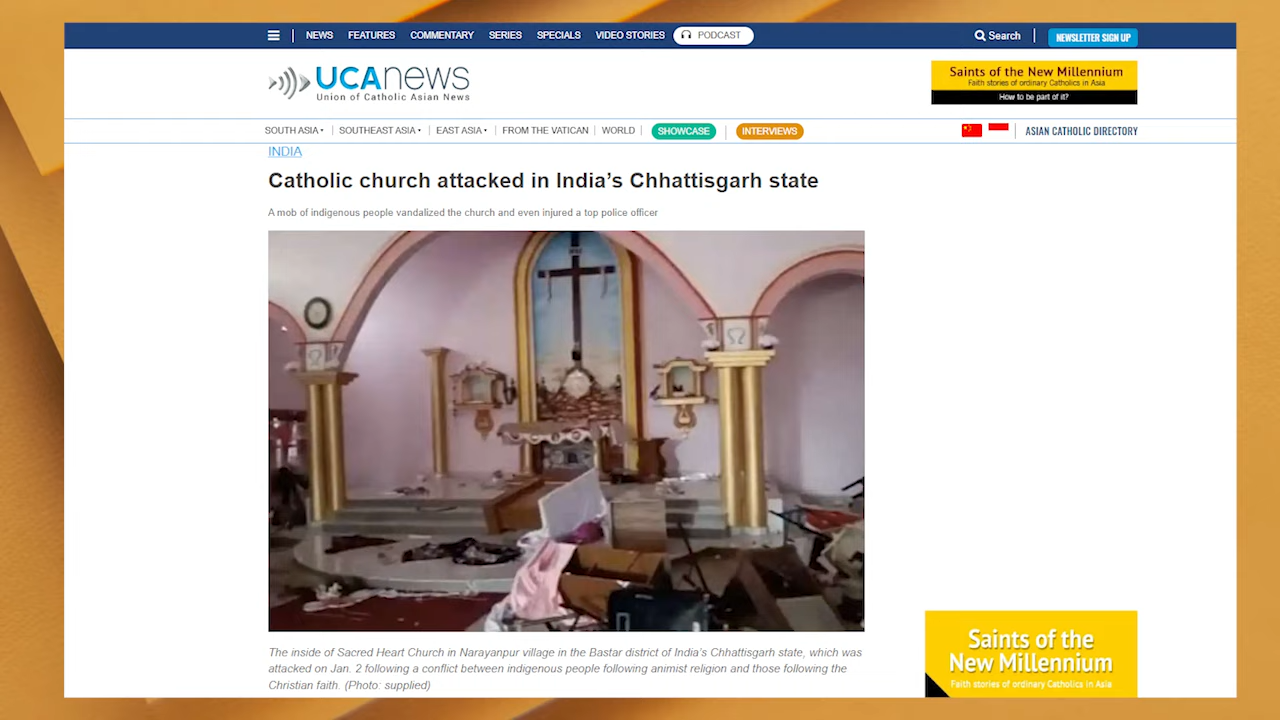 NEWS FEATURES COMMENTARY SERIES SPECIALS VIDEO STORIES PODCAST Search NEWSLETTER SIGN UP
UCAnews
Union of Catholic Asian News
Saints of the New Millennium
Faith stories of ordinary Catholics in Asia
How to be part of it?
SOUTH ASIA SOUTHEAST ASIA EAST ASIA FROM THE VATICAN WORLD SHOWCASE INTERVIEWS ASIAN CATHOLIC DIRECTORY
INDIA
Catholic church attacked in India's Chhattisgarh state
A mob of indigenous people vandalized the church and even injured a top police officer
The inside of Sacred Heart Church in Narayanpur village in the Bastar district of India's Chhattisgarh state, which was
attacked on Jan. 2 following a conflict between indigenous people following animist religion and those following the
Christian faith. (Photo: supplied)
Saints of the
New Millennium
Faith stories of ordinary Catholics in Asia